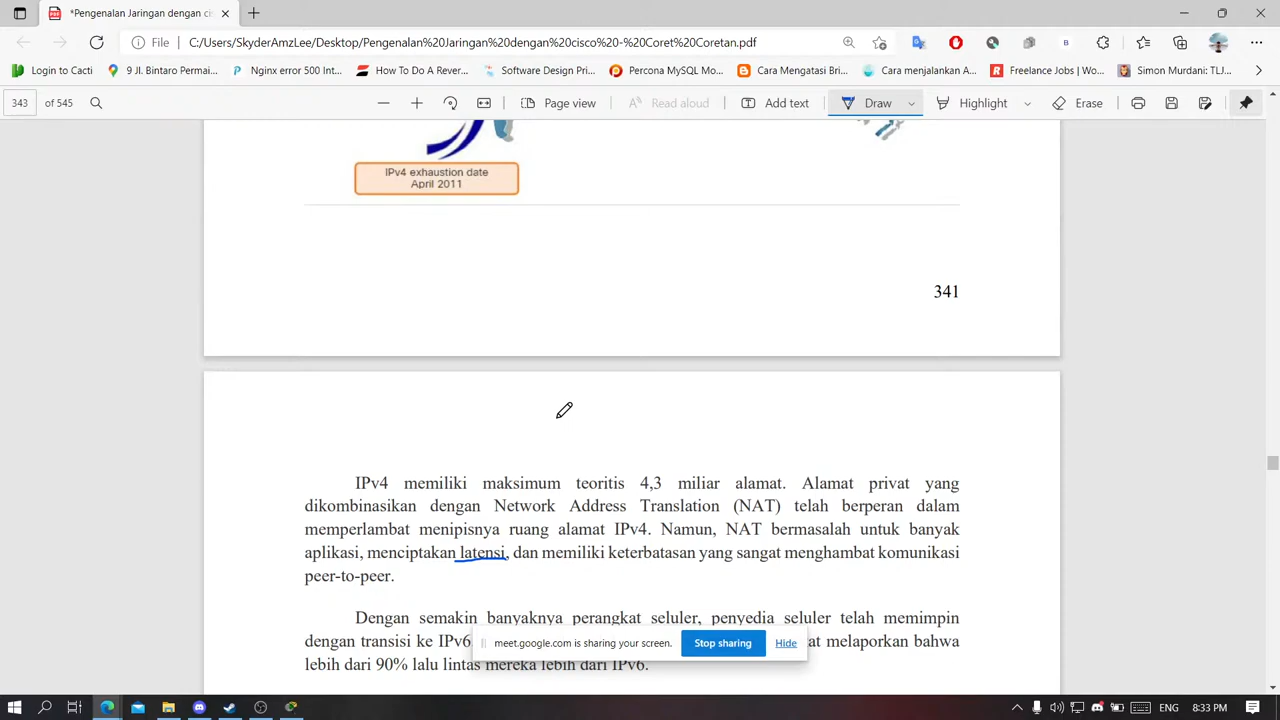 *Pengenalan Jaringan dengan cis
File C:/Users/SkyderAmzLee/Desktop/Pengenalan%20Jaringan%20dengan%20cisco%20-%20Coret%20Coretan.pdf
Login to Cacti
9 Jl. Bintaro Permai...
Nginx error 500 Int...
How To Do A Rever...
Software Design Pri...
Percona MySQL Mo...
Cara Mengatasi Bri...
Cara menjalankan A...
Freelance Jobs | Wo...
Simon Murdani: TLJ...
343 of 545
Page view
Read aloud
Add text
Draw
Highlight
Erase
IPv4 exhaustion date
April 2011
341
IPv4 memiliki maksimum teoritis 4,3 miliar alamat. Alamat privat yang
dikombinasikan dengan Network Address Translation (NAT) telah berperan dalam
memperlambat menipisnya ruang alamat IPv4. Namun, NAT bermasalah untuk banyak
aplikasi, menciptakan latensi, dan memiliki keterbatasan yang sangat menghambat komunikasi
peer-to-peer.
Dengan semakin banyaknya perangkat seluler, penyedia seluler telah memimpin
dengan transisi ke IPv6 at melaporkan bahwa
lebih dari 90% lalu lintas mereka lebih dari IPv6.
meet.google.com is sharing your screen.
Stop sharing
Hide
ENG
8:33 PM